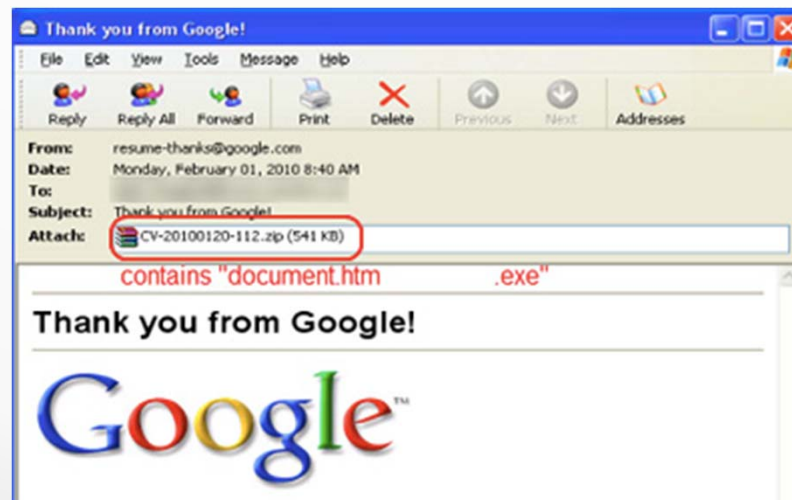 Thank you from Google!
File Edit View Tools Message Help
Reply Reply All Forward Print Delete Previous Next Addresses
From: resume-thanks@google.com
Date: Monday, February 01, 2010 8:40 AM
To:
Subject: Thank you from Google!
Attach: CV-20100120-112.zip (541 KB)
contains "document.htm .exe"
Thank you from Google!
Google™